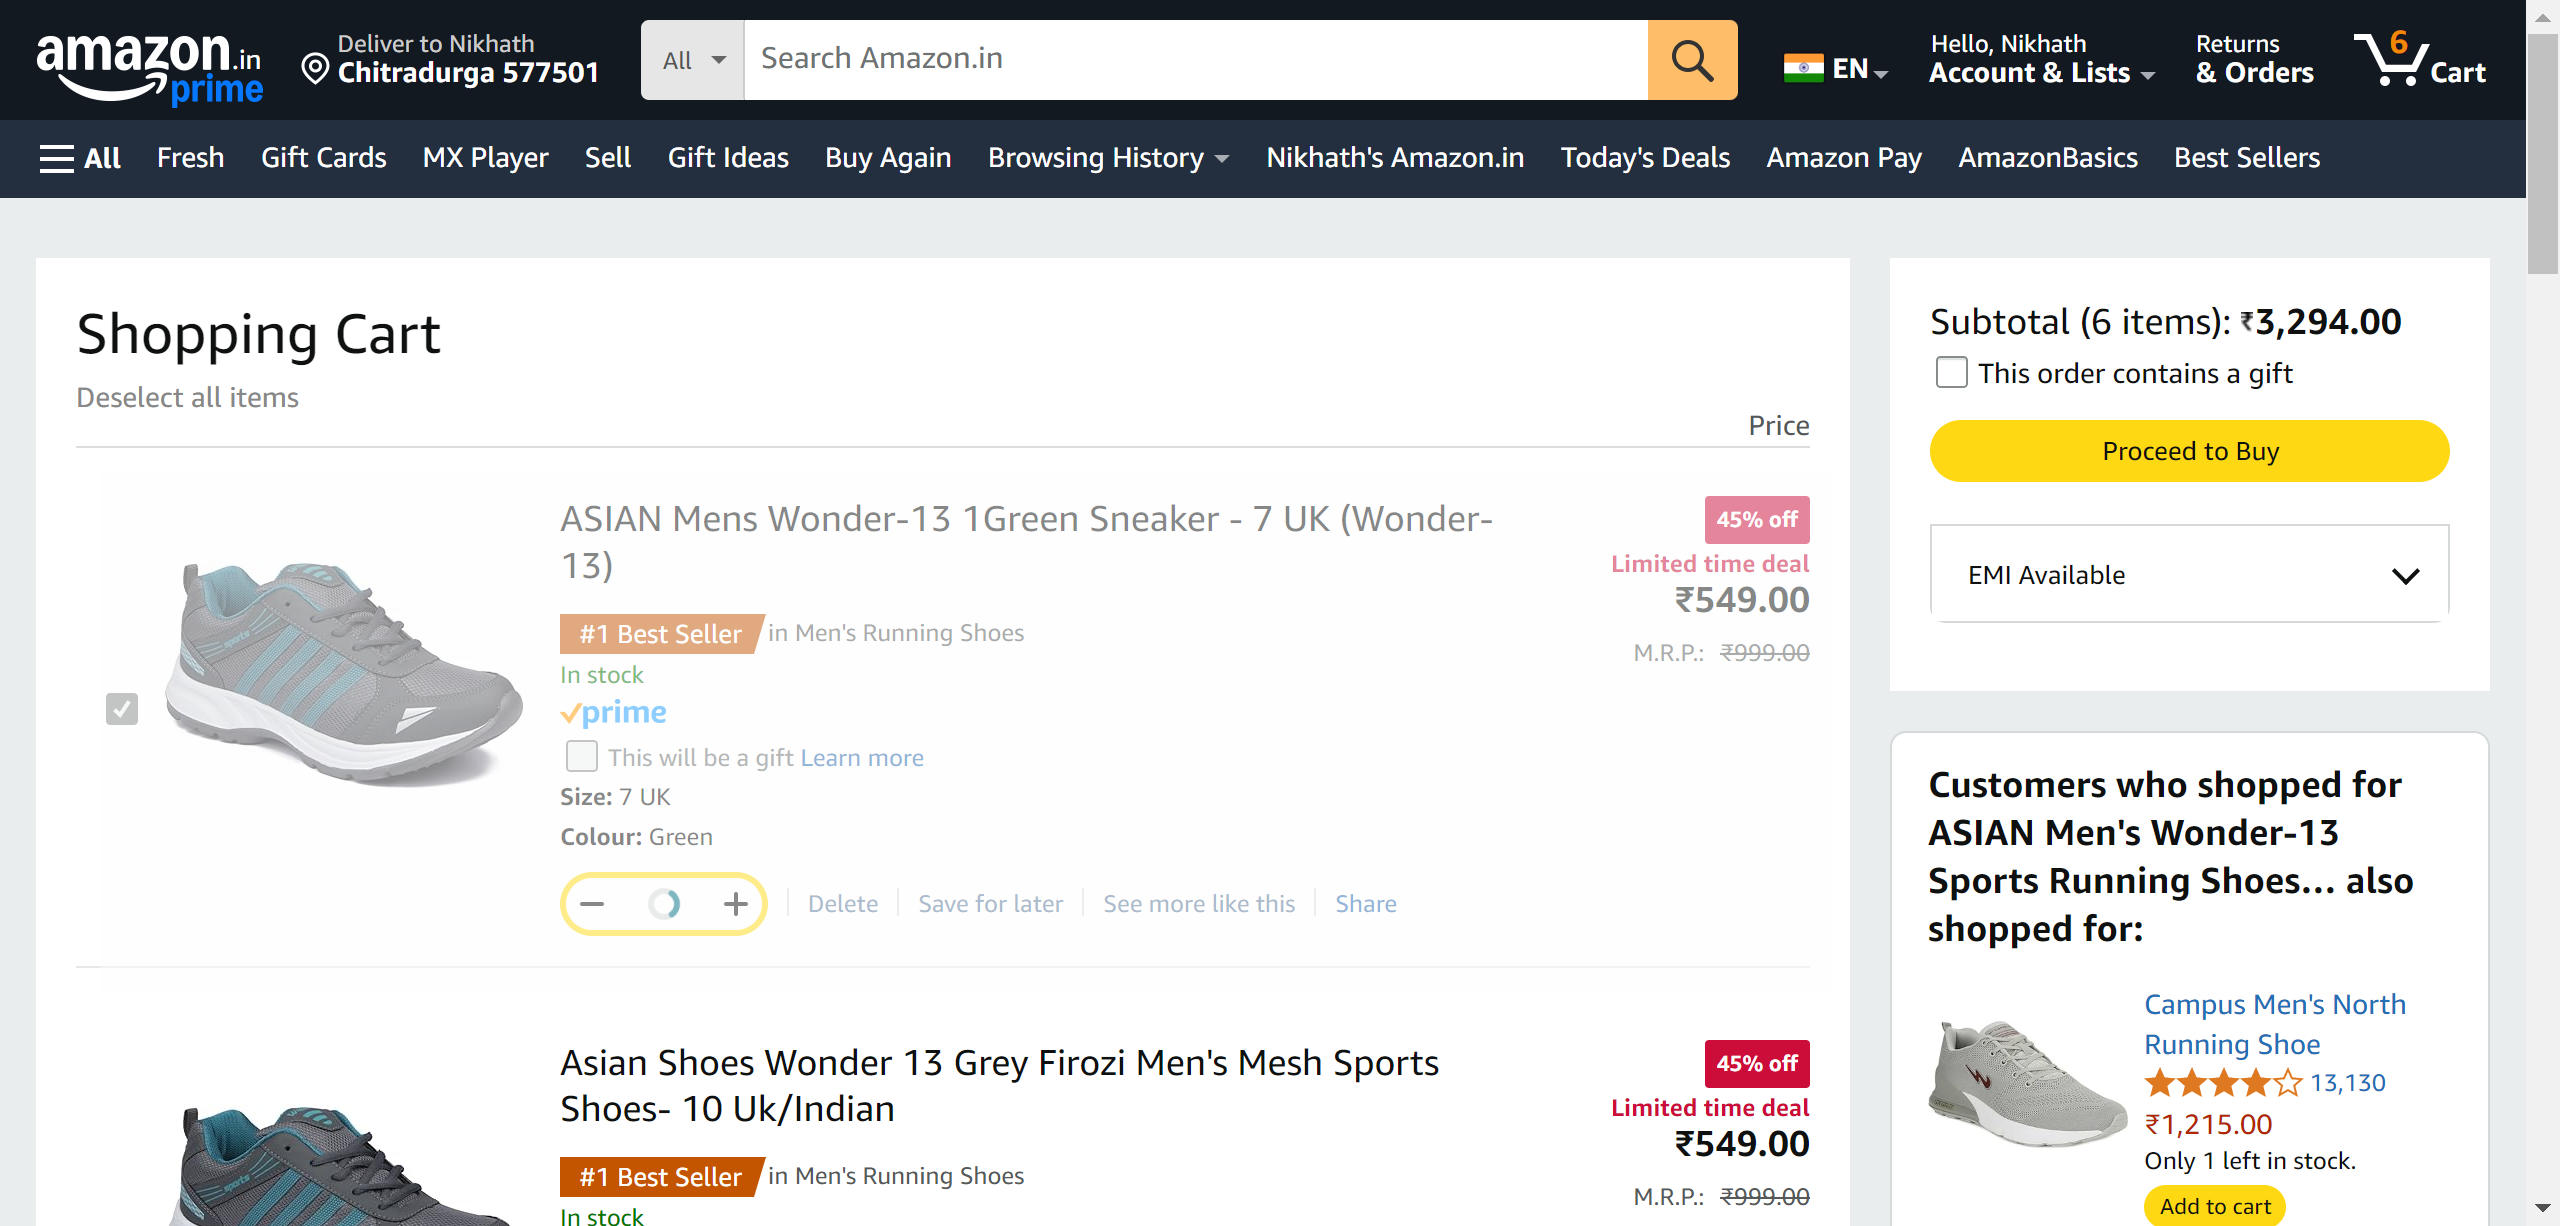 amazon.in
prime
Deliver to Nikhath
Chitradurga 577501
All
Search Amazon.in
EN
Hello, Nikhath
Account & Lists
Returns
& Orders
6
Cart
All
Fresh
Gift Cards
MX Player
Sell
Gift Ideas
Buy Again
Browsing History
Nikhath's Amazon.in
Today's Deals
Amazon Pay
AmazonBasics
Best Sellers
Shopping Cart
Deselect all items
Price
ASIAN Mens Wonder-13 1Green Sneaker - 7 UK (Wonder-
13)
#1 Best Seller in Men's Running Shoes
In stock
prime
This will be a gift Learn more
Size: 7 UK
Colour: Green
Delete
Save for later
See more like this
Share
45% off
Limited time deal
₹549.00
M.R.P.: ₹999.00
Asian Shoes Wonder 13 Grey Firozi Men's Mesh Sports
Shoes- 10 Uk/Indian
#1 Best Seller in Men's Running Shoes
In stock
45% off
Limited time deal
₹549.00
M.R.P.: ₹999.00
Subtotal (6 items): ₹3,294.00
This order contains a gift
Proceed to Buy
EMI Available
Customers who shopped for
ASIAN Men's Wonder-13
Sports Running Shoes… also
shopped for:
Campus Men's North
Running Shoe
13,130
₹1,215.00
Only 1 left in stock.
Add to cart